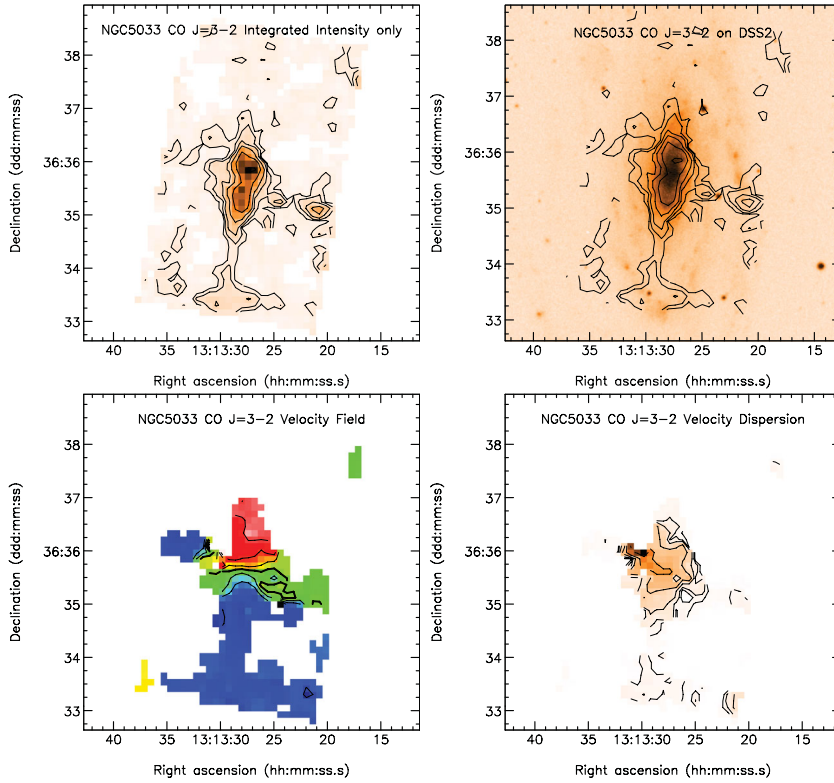 NGC5033 CO J=3-2 Integrated Intensity only
38
37
36:36
35
34
33
Declination (ddd:mm:ss)
40 35 13:13:30 25 20 15
Right ascension (hh:mm:ss.s)
NGC5033 CO J=3-2 on DSS2
38
37
36:36
35
34
33
Declination (ddd:mm:ss)
40 35 13:13:30 25 20 15
Right ascension (hh:mm:ss.s)
NGC5033 CO J=3-2 Velocity Field
38
37
36:36
35
34
33
Declination (ddd:mm:ss)
40 35 13:13:30 25 20 15
Right ascension (hh:mm:ss.s)
NGC5033 CO J=3-2 Velocity Dispersion
38
37
36:36
35
34
33
Declination (ddd:mm:ss)
40 35 13:13:30 25 20 15
Right ascension (hh:mm:ss.s)